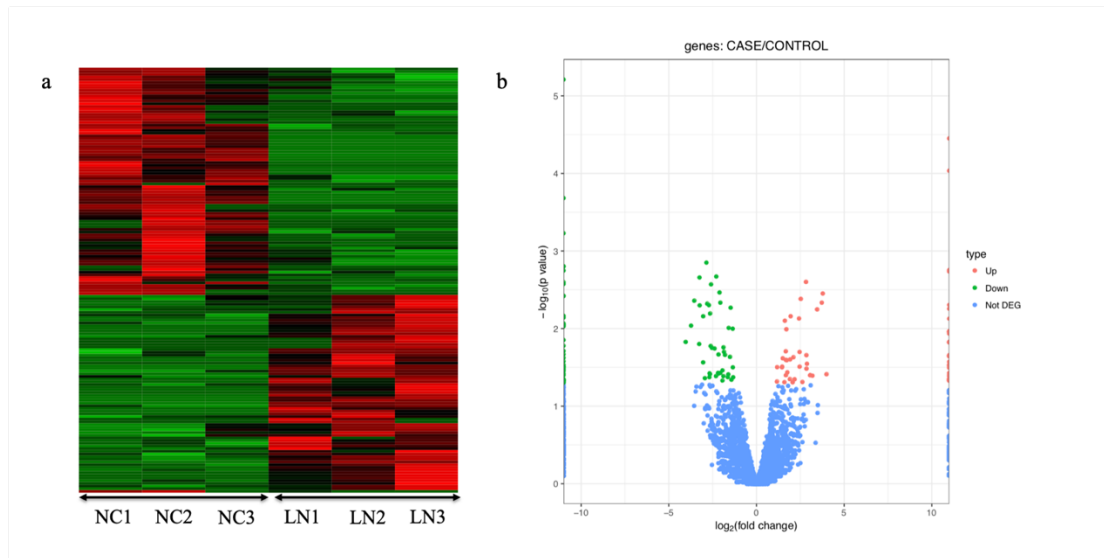 a
NC1 NC2 NC3 LN1 LN2 LN3
b
genes: CASE/CONTROL
−log10(p value)
5
4
3
2
1
0
−10 −5 0 5 10
log2(fold change)
type
Up
Down
Not DEG